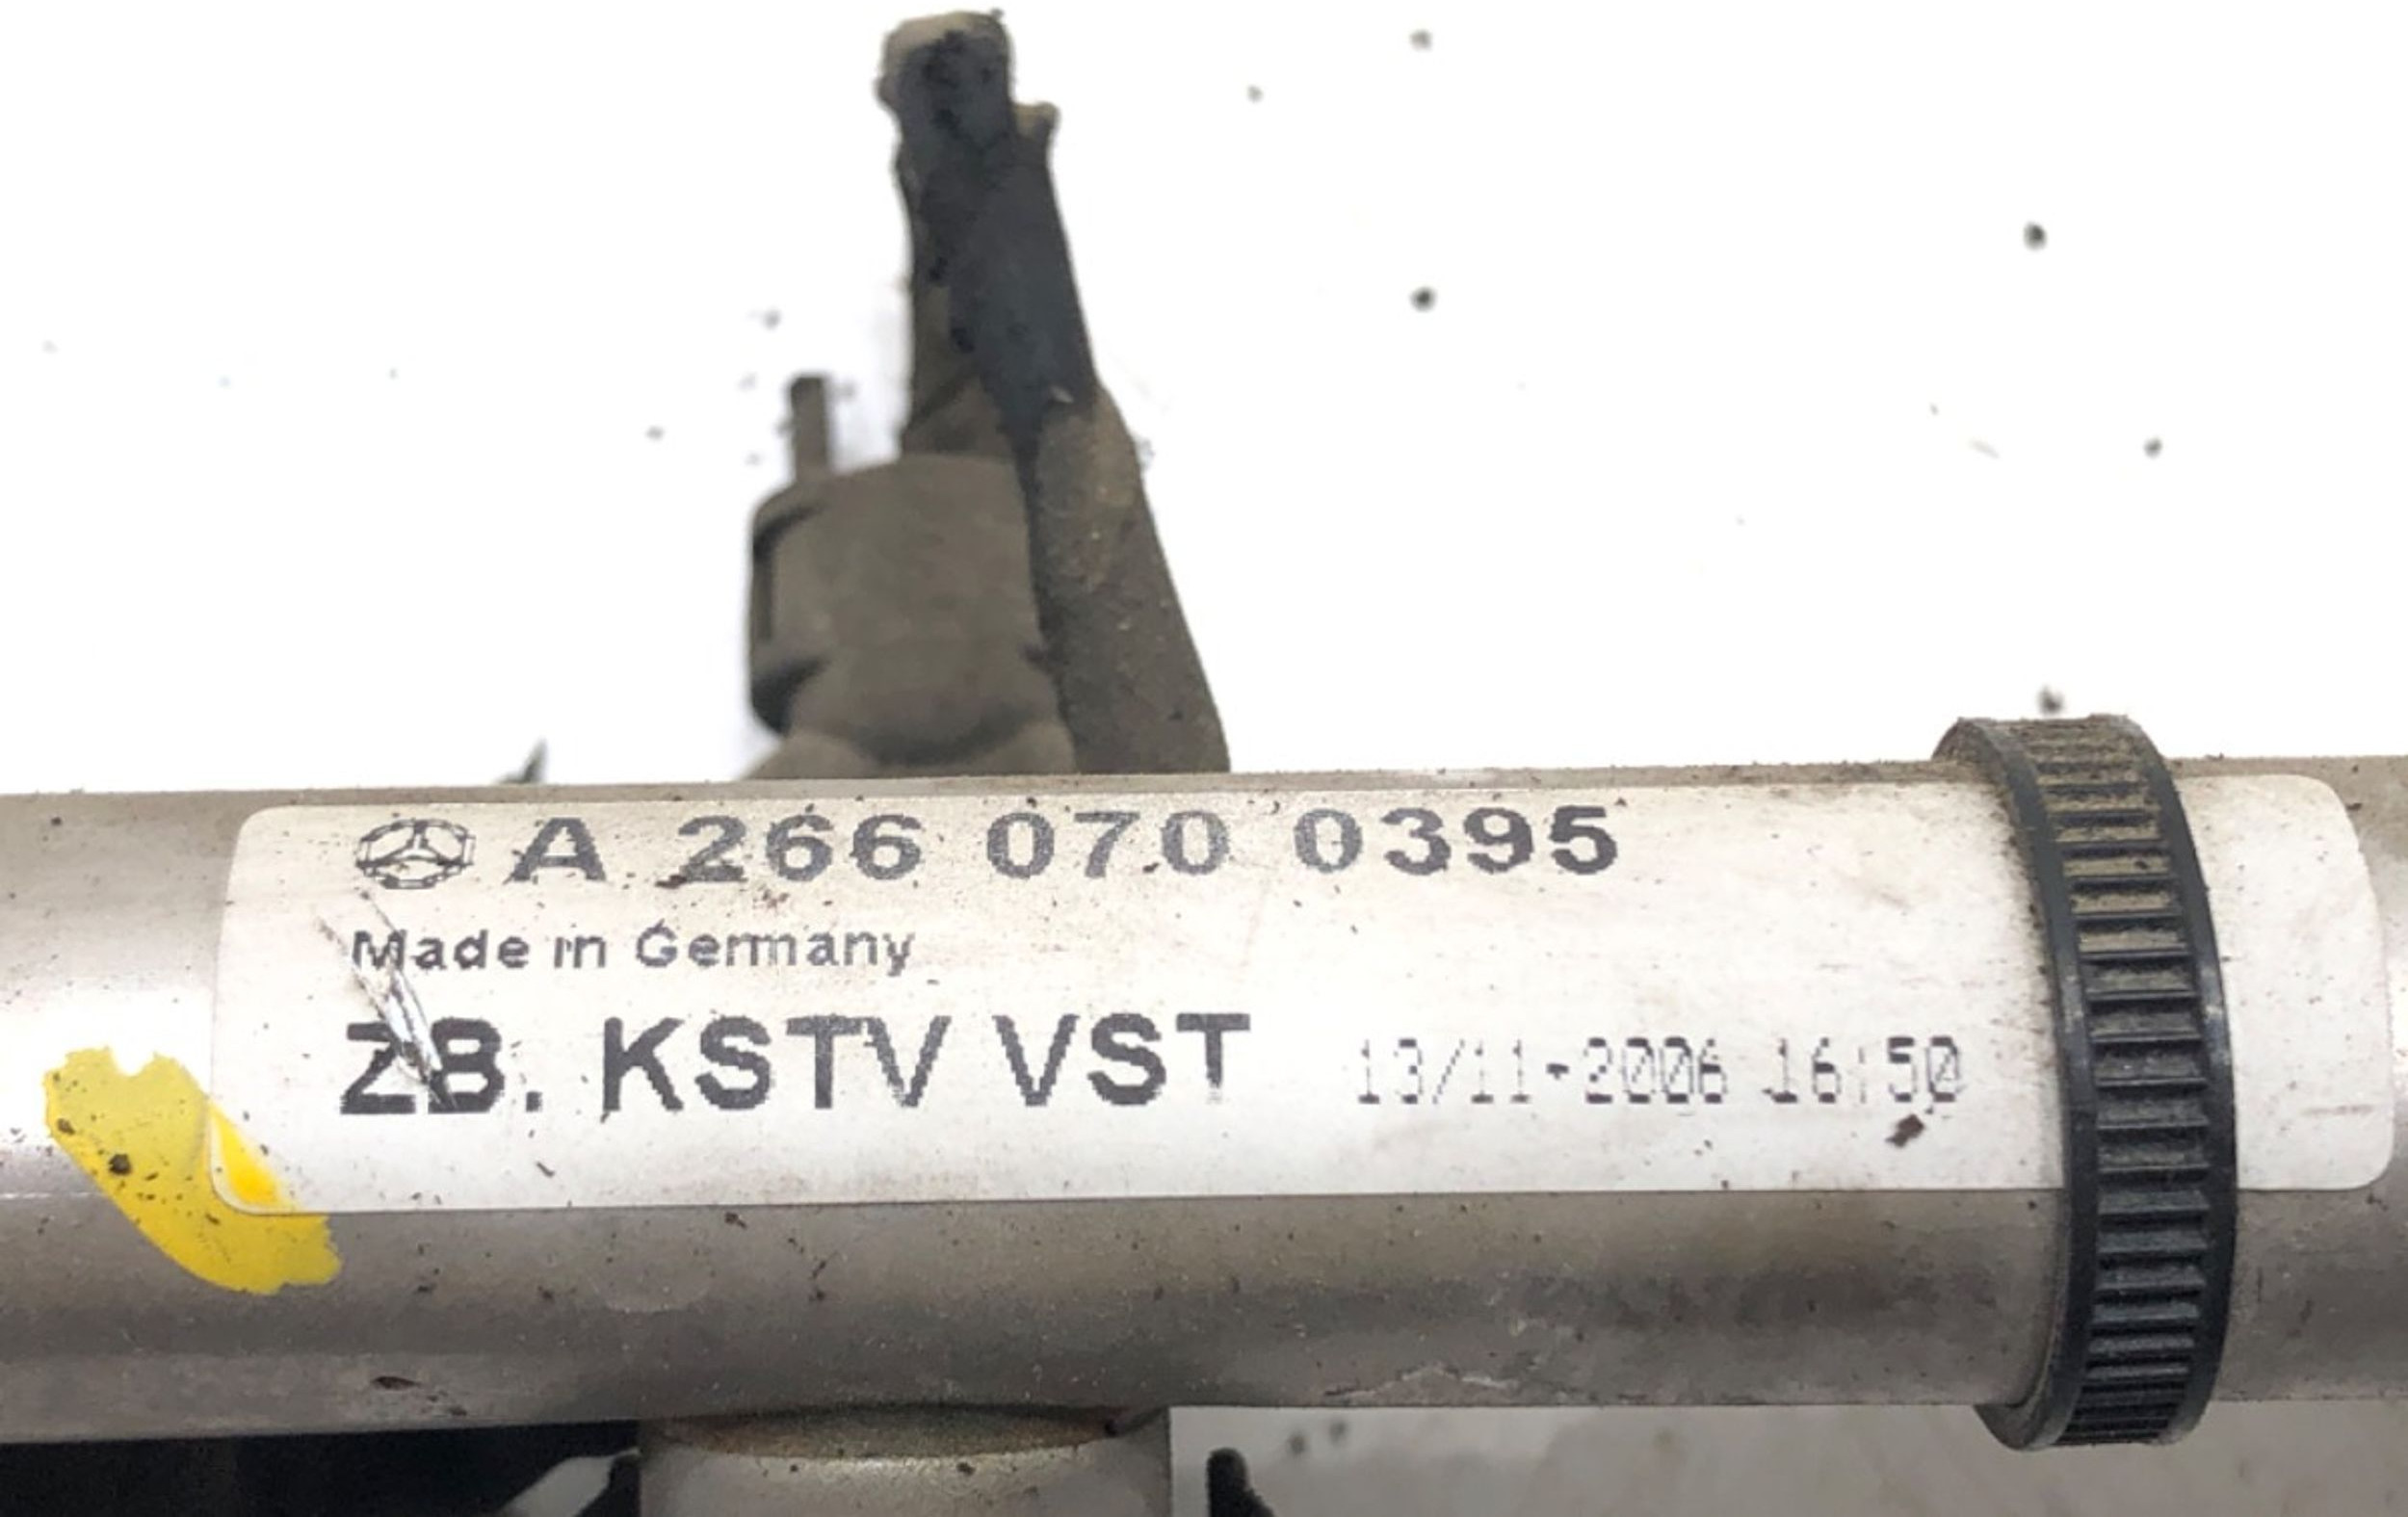 A 266 070 0395
Made in Germany
ZB. KSTV VST 13/11-2006 16:50